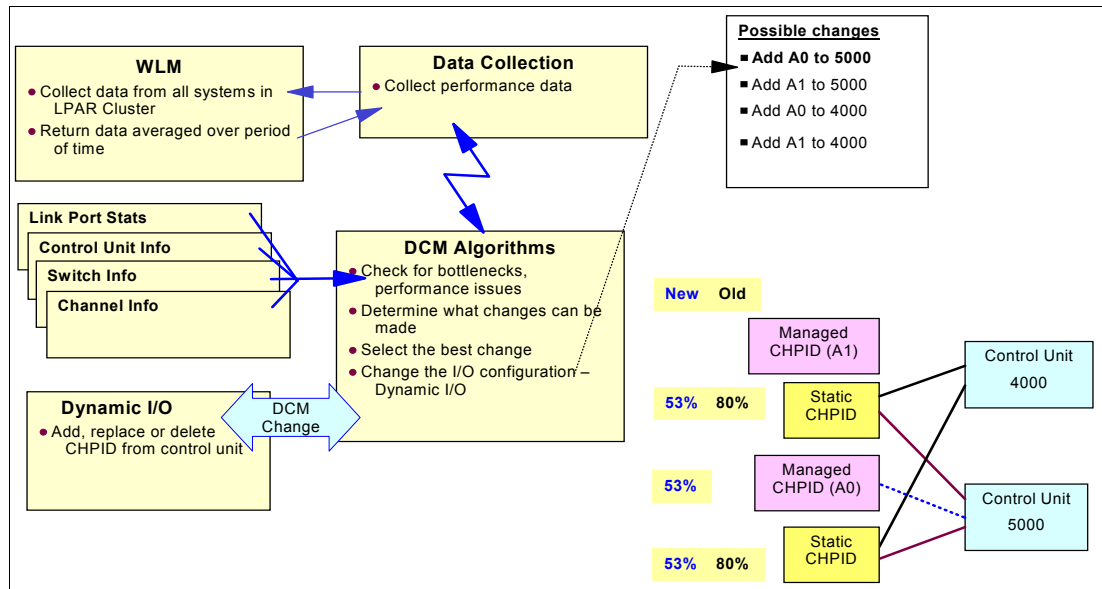 WLM
● Collect data from all systems in
LPAR Cluster
● Return data averaged over period
of time
Data Collection
● Collect performance data
Possible changes
■ Add A0 to 5000
■ Add A1 to 5000
■ Add A0 to 4000
■ Add A1 to 4000
Link Port Stats
Control Unit Info
Switch Info
Channel Info
DCM Algorithms
● Check for bottlenecks,
performance issues
● Determine what changes can be
made
● Select the best change
● Change the I/O configuration –
Dynamic I/O
Dynamic I/O
● Add, replace or delete
CHPID from control unit
DCM
Change
New Old
Managed
CHPID (A1)
53% 80%
Static
CHPID
53%
Managed
CHPID (A0)
53% 80%
Static
CHPID
Control Unit
4000
Control Unit
5000